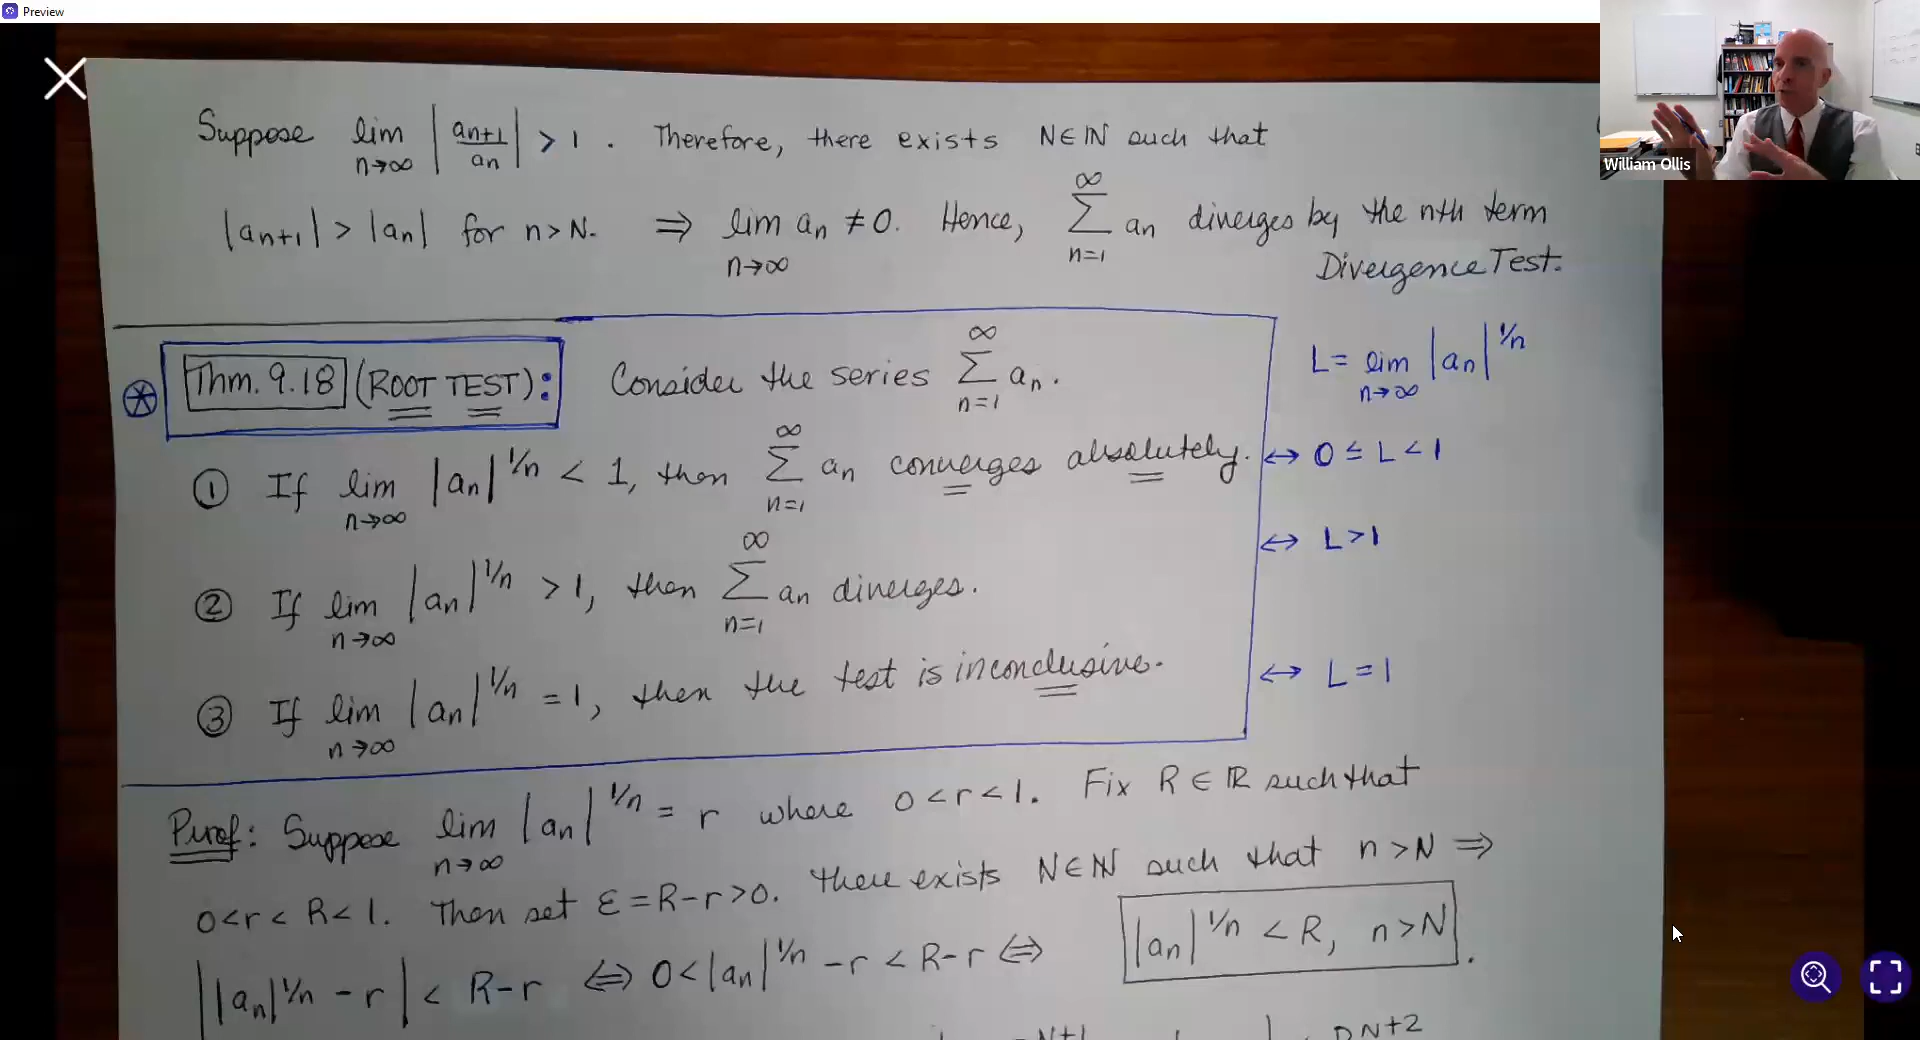 Preview
William Ollis
Suppose lim n→∞ |an+1/an| > 1. Therefore, there exists N∈ℕ such that
|an+1| > |an| for n>N. ⇒ lim n→∞ an ≠ 0. Hence, ∞ Σ n=1 an diverges by the nth term
Divergence Test.
Thm. 9.18 (ROOT TEST): Consider the series ∞ Σ n=1 an.
L = lim n→∞ |an|^1/n
① If lim n→∞ |an|^1/n < 1, then ∞ Σ n=1 an converges absolutely. ↔ 0 ≤ L < 1
② If lim n→∞ |an|^1/n > 1, then ∞ Σ n=1 an diverges. ↔ L > 1
③ If lim n→∞ |an|^1/n = 1, then the test is inconclusive. ↔ L = 1
Proof: Suppose lim n→∞ |an|^1/n = r where 0<r<1. Fix R∈ℝ such that
0<r<R<1. Then set ε=R-r>0. There exists N∈ℕ such that n>N ⇒
||an|^1/n - r| < R-r ⇔ 0<|an|^1/n - r < R-r ⇔ |an|^1/n < R, n>N.